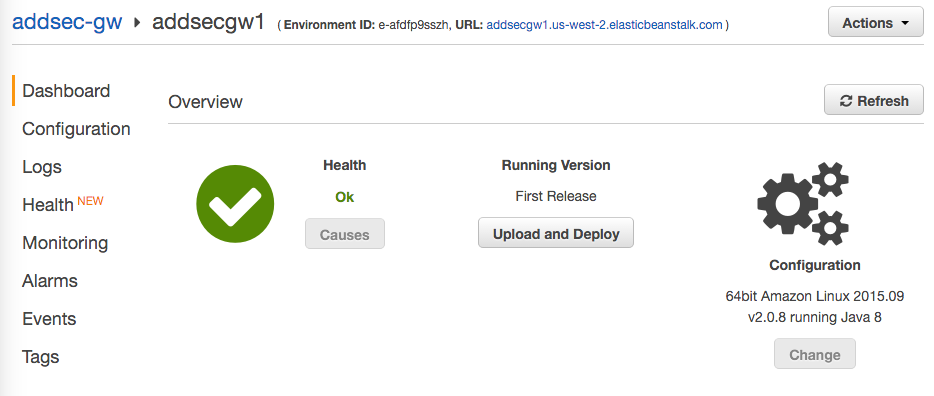 addsec-gw ▸ addsecgw1 ( Environment ID: e-afdfp9sszh, URL: addsecgw1.us-west-2.elasticbeanstalk.com )
Actions
Dashboard
Configuration
Logs
Health NEW
Monitoring
Alarms
Events
Tags
Overview
Refresh
Health
Ok
Causes
Running Version
First Release
Upload and Deploy
Configuration
64bit Amazon Linux 2015.09
v2.0.8 running Java 8
Change